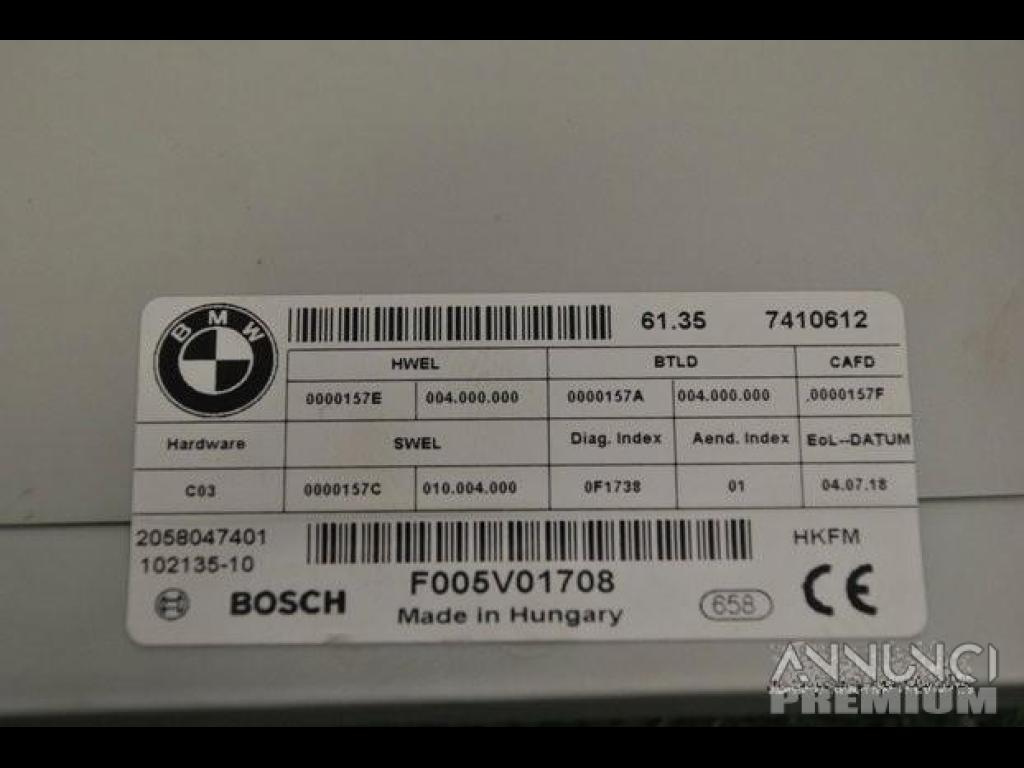 BMW
61.35 7410612
HWEL BTLD CAFD
0000157E 004.000.000 0000157A 004.000.000 .0000157F
Hardware SWEL Diag. Index Aend. Index EoL--DATUM
C03 0000157C 010.004.000 0F1738 01 04.07.18
2058047401 HKFM
102135-10
BOSCH F005V01708
Made in Hungary 658 CE
ANNUNCI
PREMIUM